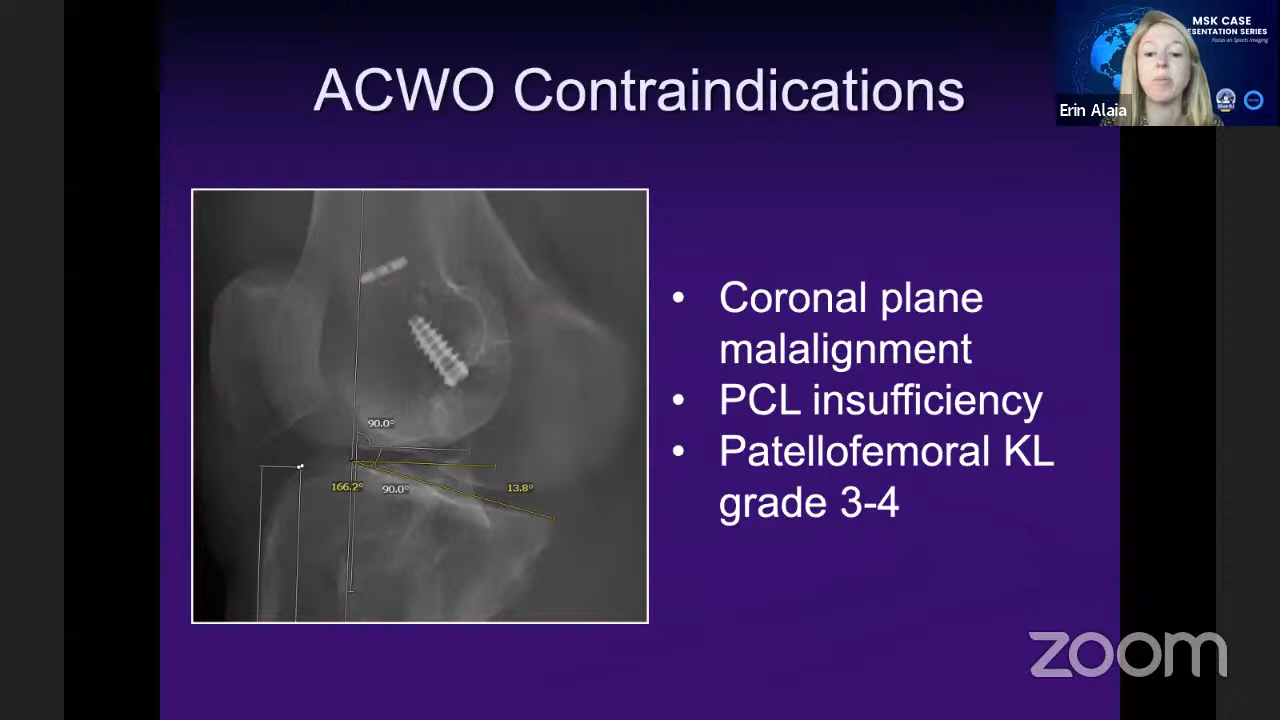 ACWO Contraindications
MSK CASE
ESENTATION SERIES
Focus on Sports Imaging
Erin Alaia
90.0°
166.2°
90.0°
13.8°
• Coronal plane
malalignment
• PCL insufficiency
• Patellofemoral KL
grade 3-4
zoom